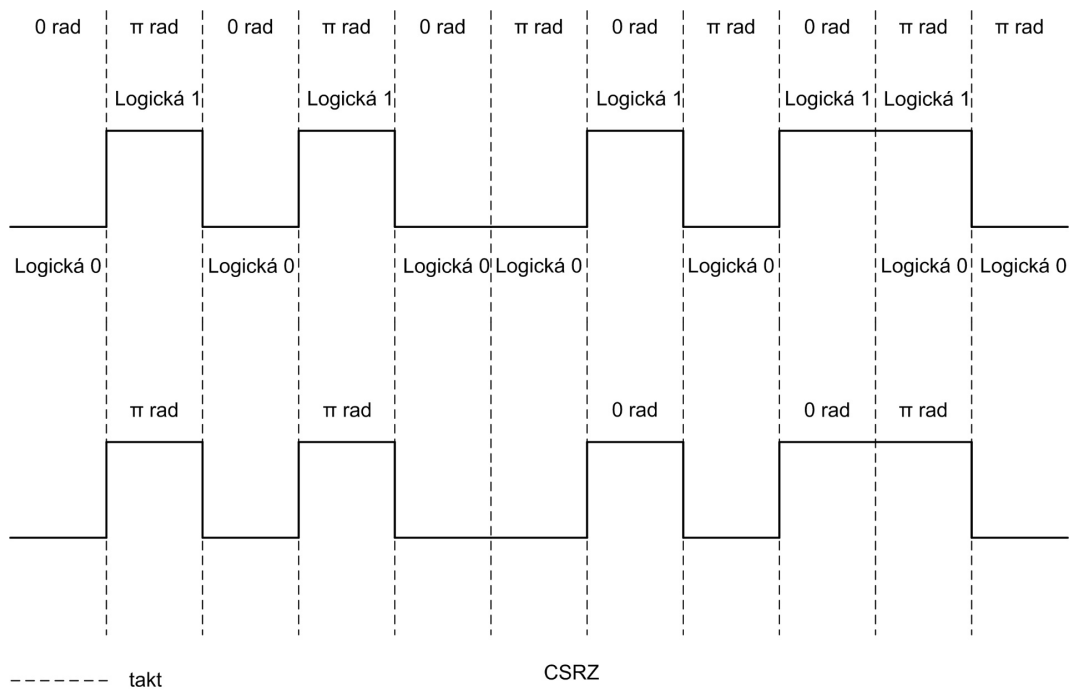 0 rad π rad 0 rad π rad 0 rad π rad 0 rad π rad 0 rad π rad π rad
Logická 1 Logická 1 Logická 1 Logická 1 Logická 1
Logická 0 Logická 0 Logická 0 Logická 0 Logická 0 Logická 0 Logická 0
π rad π rad 0 rad 0 rad π rad
CSRZ
takt